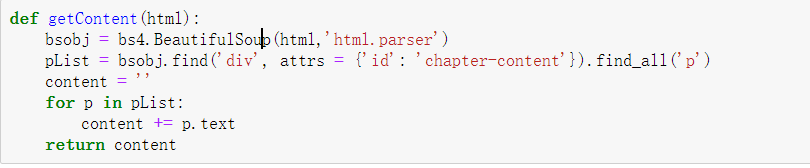 def getContent(html):
    bsobj = bs4.BeautifulSoup(html,'html.parser')
    pList = bsobj.find('div', attrs = {'id': 'chapter-content'}).find_all('p')
    content = ''
    for p in pList:
        content += p.text
    return content